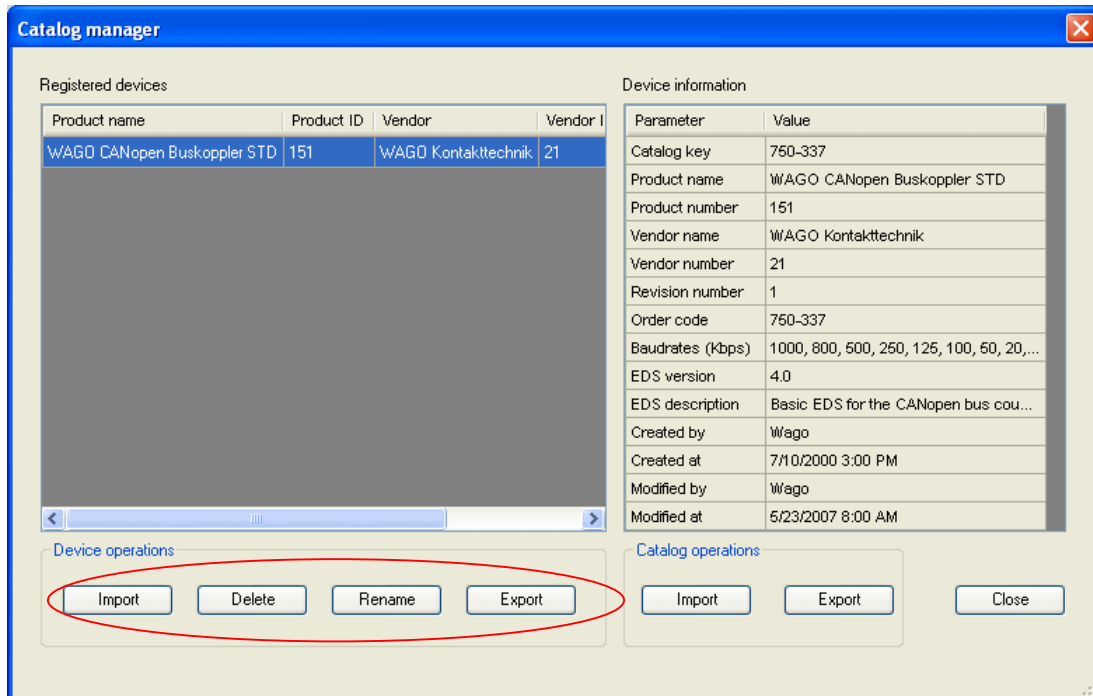 Catalog manager
Registered devices
Product name Product ID Vendor Vendor I
WAGO CANopen Buskoppler STD 151 WAGO Kontakttechnik 21
Device information
Parameter Value
Catalog key 750-337
Product name WAGO CANopen Buskoppler STD
Product number 151
Vendor name WAGO Kontakttechnik
Vendor number 21
Revision number 1
Order code 750-337
Baudrates (Kbps) 1000, 800, 500, 250, 125, 100, 50, 20,...
EDS version 4.0
EDS description Basic EDS for the CANopen bus cou...
Created by Wago
Created at 7/10/2000 3:00 PM
Modified by Wago
Modified at 5/23/2007 8:00 AM
Device operations
Import Delete Rename Export
Catalog operations
Import Export
Close